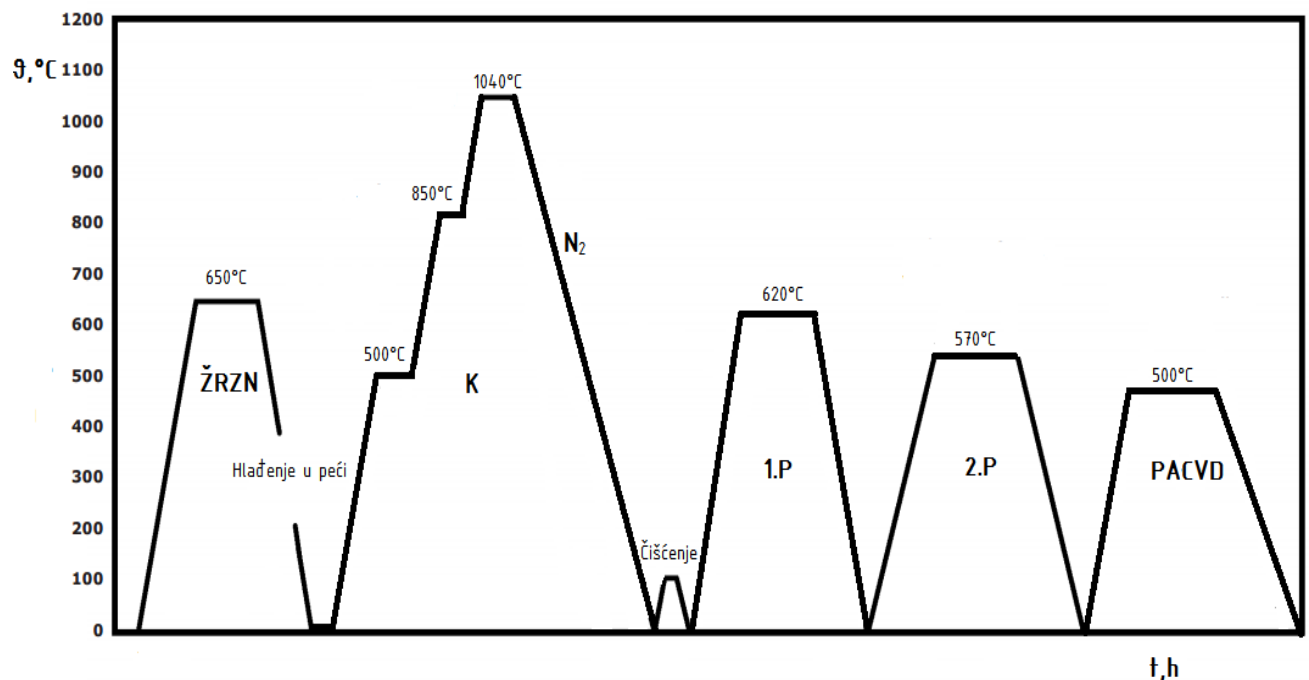 1200
ϑ,°C 1100
1000
900
800
700
600
500
400
300
200
100
0
650°C
ŽRZN
Hlađenje u peći
500°C
850°C
1040°C
K
N₂
Čišćenje
620°C
1.P
570°C
2.P
500°C
PACVD
t,h